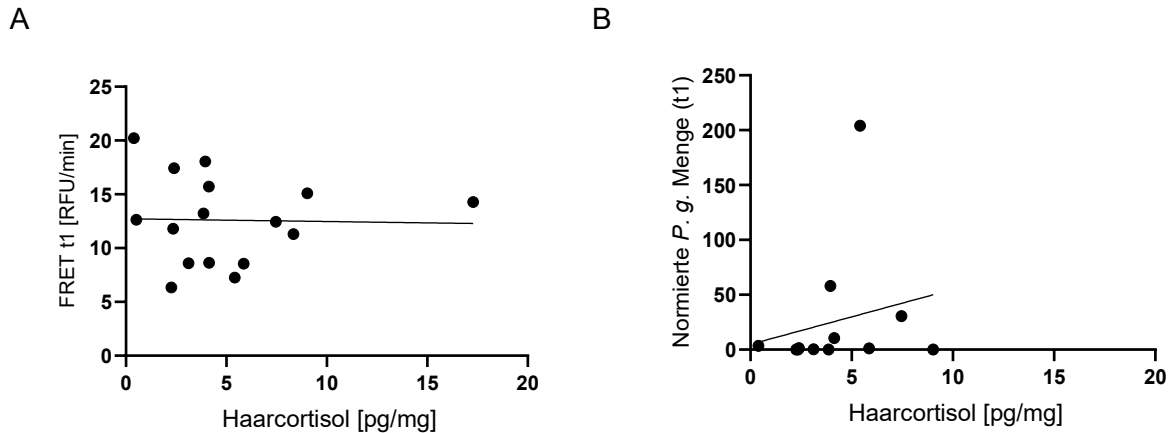 A
FRET t1 [RFU/min]
25
20
15
10
5
0
0 5 10 15 20
Haarcortisol [pg/mg]
B
Normierte P. g. Menge (t1)
250
200
150
100
50
0
0 5 10 15 20
Haarcortisol [pg/mg]